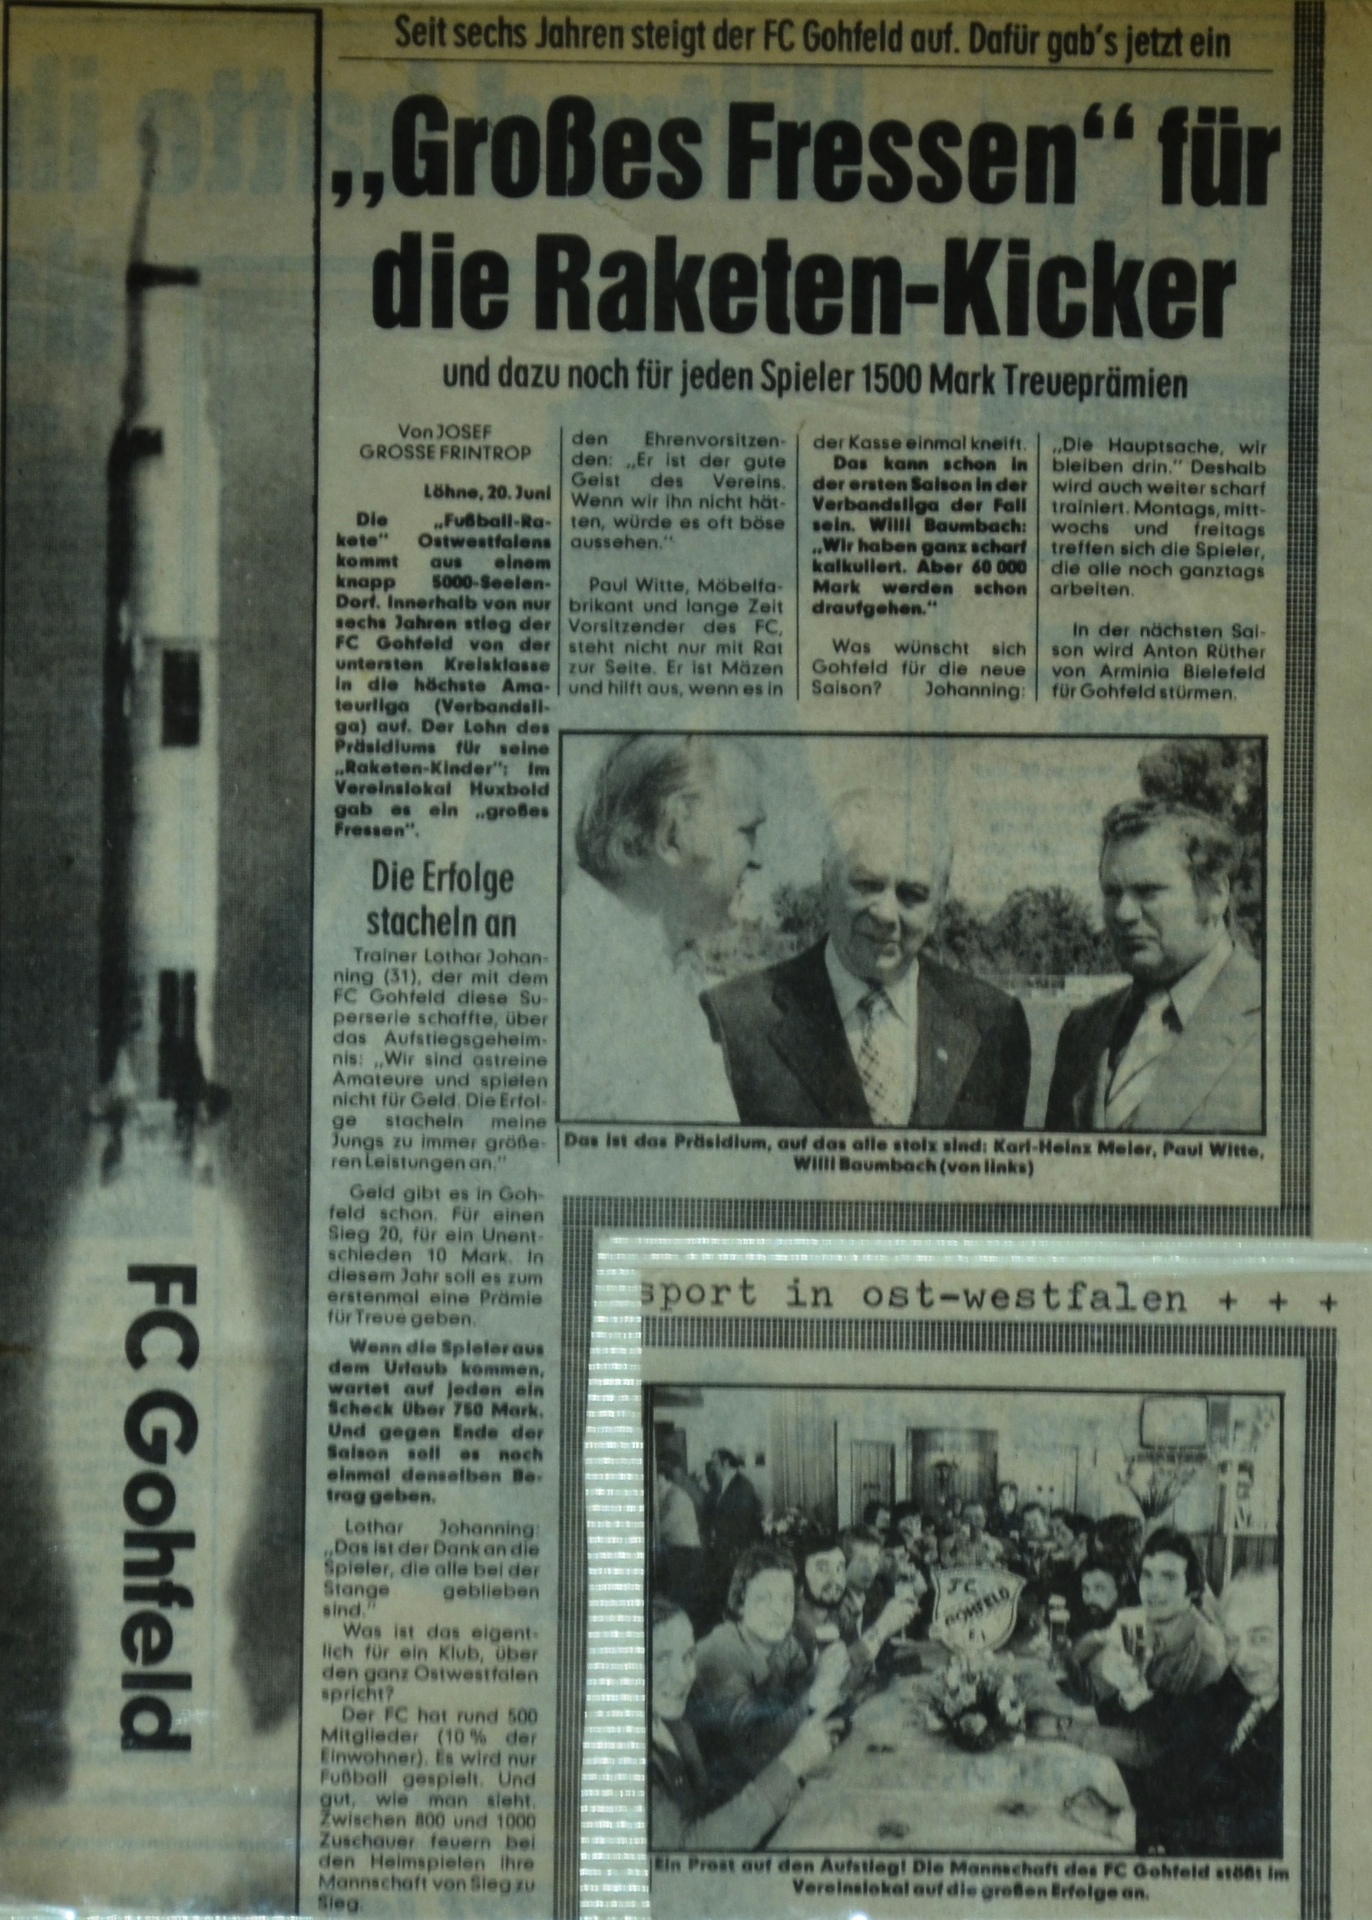 Seit sechs Jahren steigt der FC Gohfeld auf. Dafür gab's jetzt ein
„Großes Fressen“ für
die Raketen-Kicker
und dazu noch für jeden Spieler 1500 Mark Treueprämien
Von JOSEF
GROSSE FRINTROP
Löhne, 20. Juni
Die „Fußball-Ra-
kete“ Ostwestfalens
kommt aus einem
knapp 5000-Seelen-
Dorf. Innerhalb von nur
sechs Jahren stieg der
FC Gohfeld von der
untersten Kreisklasse
in die höchste Ama-
teurliga (Verbandsli-
ga) auf. Der Lohn des
Präsidiums für seine
„Raketen-Kinder“: Im
Vereinslokal Huxbold
gab es ein „großes
Fressen“.
Die Erfolge
stacheln an
Trainer Lothar Johan-
ning (31), der mit dem
FC Gohfeld diese Su-
perserie schaffte, über
das Aufstiegsgeheim-
nis: „Wir sind astreine
Amateure und spielen
nicht für Geld. Die Erfol-
ge stacheln meine
Jungs zu immer größe-
ren Leistungen an.“
Geld gibt es in Goh-
feld schon. Für einen
Sieg 20, für ein Unent-
schieden 10 Mark. In
diesem Jahr soll es zum
erstenmal eine Prämie
für Treue geben.
Wenn die Spieler aus
dem Urlaub kommen,
wartet auf jeden ein
Scheck über 750 Mark.
Und gegen Ende der
Saison soll es noch
einmal denselben Be-
trag geben.
Lothar Johanning:
„Das ist der Dank an die
Spieler, die alle bei der
Stange geblieben
sind.“
Was ist das eigent-
lich für ein Klub, über
den ganz Ostwestfalen
spricht?
Der FC hat rund 500
Mitglieder (10 % der
Einwohner). Es wird nur
Fußball gespielt. Und
gut, wie man sieht.
Zwischen 800 und 1000
Zuschauer feuern bei
den Heimspielen ihre
Mannschaft von Sieg zu
Sieg.
den Ehrenvorsitzen-
den: „Er ist der gute
Geist des Vereins.
Wenn wir ihn nicht hät-
ten, würde es oft böse
aussehen.“
Paul Witte, Möbelfa-
brikant und lange Zeit
Vorsitzender des FC,
steht nicht nur mit Rat
zur Seite. Er ist Mäzen
und hilft aus, wenn es in
der Kasse einmal kneift.
Das kann schon in
der ersten Saison in der
Verbandsliga der Fall
sein. Willi Baumbach:
„Wir haben ganz scharf
kalkuliert. Aber 60 000
Mark werden schon
draufgehen.“
Was wünscht sich
Gohfeld für die neue
Saison? Johanning:
„Die Hauptsache, wir
bleiben drin.“ Deshalb
wird auch weiter scharf
trainiert. Montags, mitt-
wochs und freitags
treffen sich die Spieler,
die alle noch ganztags
arbeiten.
In der nächsten Sai-
son wird Anton Rüther
von Arminia Bielefeld
für Gohfeld stürmen.
Das ist das Präsidium, auf das alle stolz sind: Karl-Heinz Meier, Paul Witte,
Willi Baumbach (von links)
sport in ost-westfalen + + +
FC
GOHFELD
Ein Prost auf den Aufstieg! Die Mannschaft des FC Gohfeld stößt im
Vereinslokal auf die großen Erfolge an.
FC Gohfeld